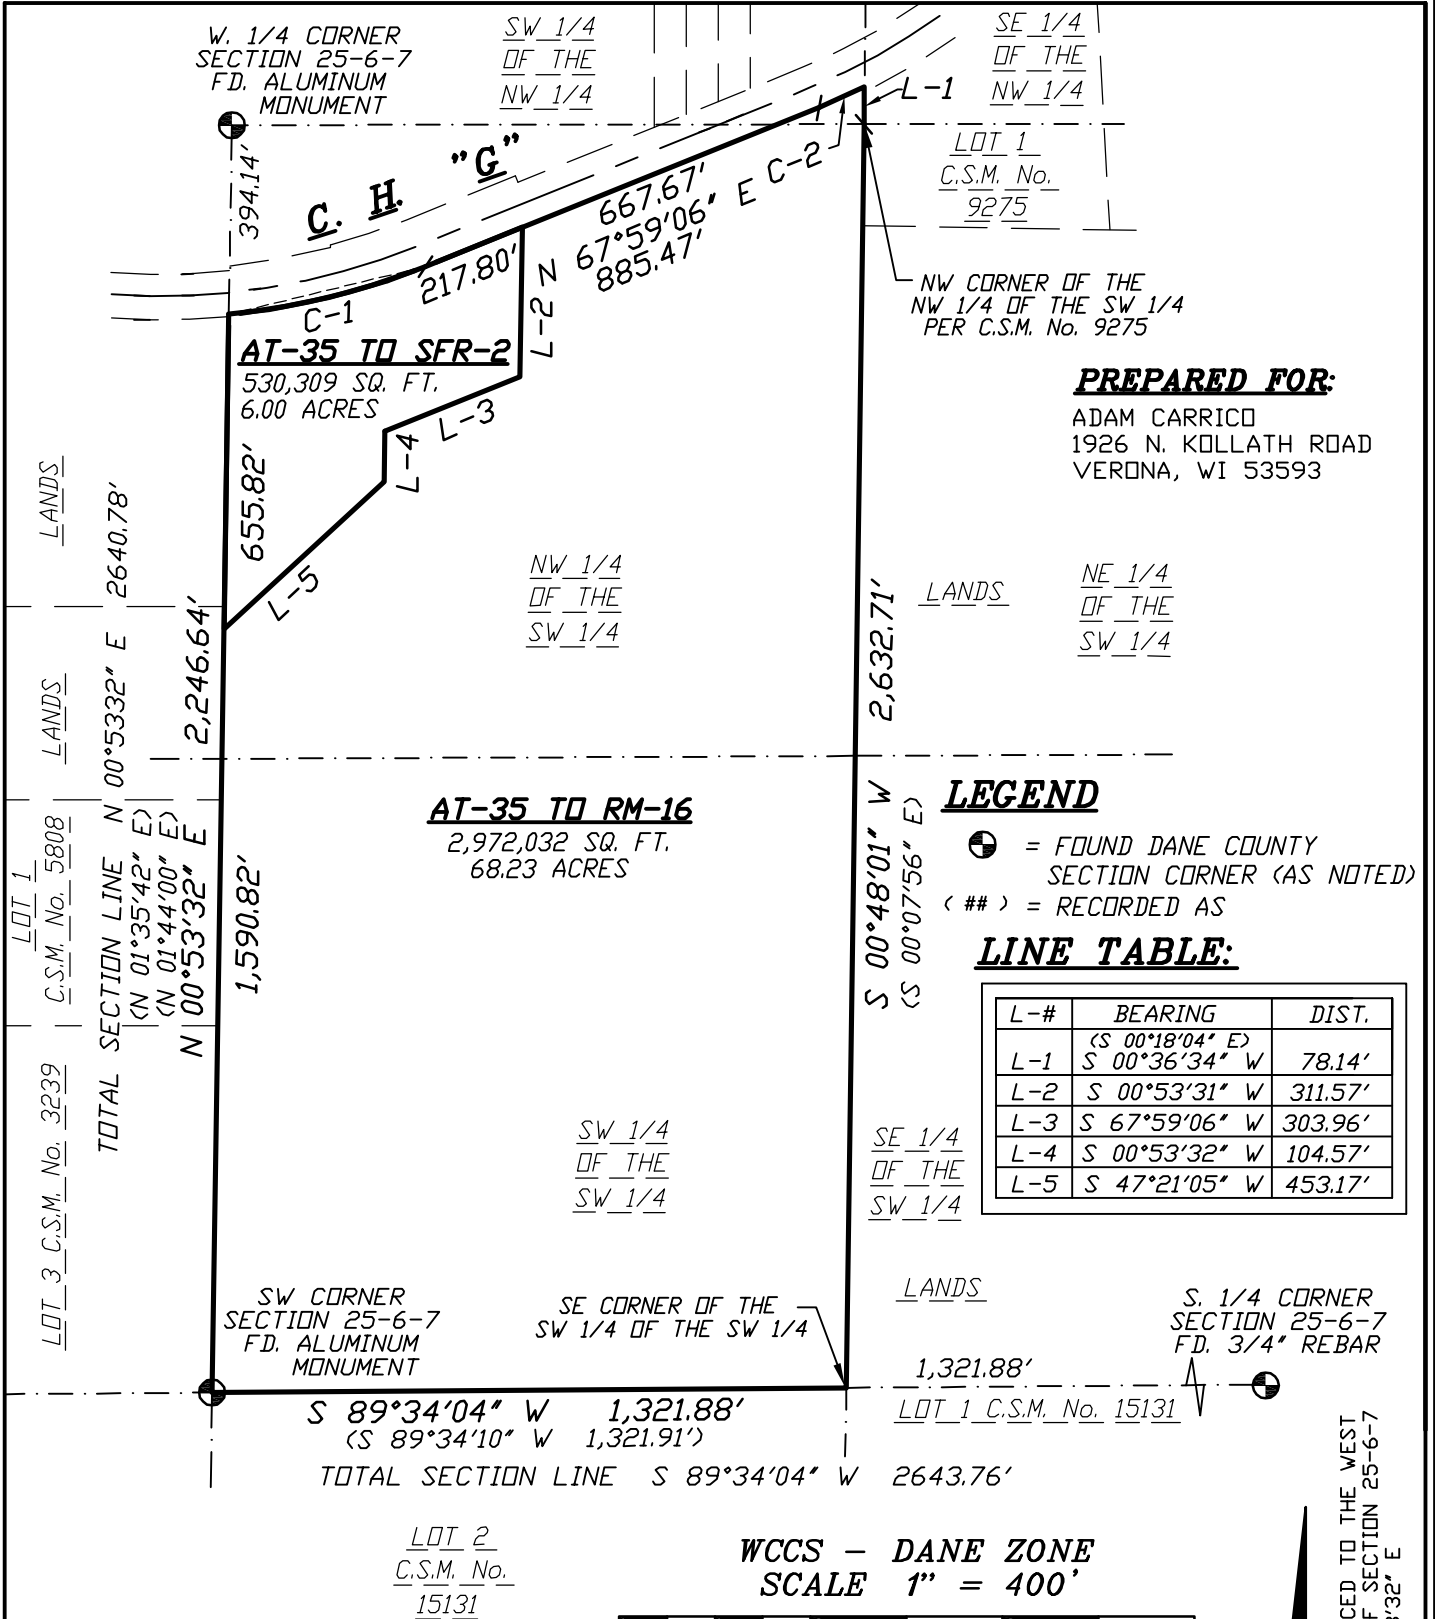 W. 1/4 CORNER
SECTION 25-6-7
FD. ALUMINUM
MONUMENT
SW 1/4
OF THE
NW 1/4
SE 1/4
OF THE
NW 1/4
L-1
394.14'
C. H. "G"
667.67'
N 67°59'06" E
885.47'
C-2
LOT 1
C.S.M. No.
9275
217.80'
C-1
L-2
NW CORNER OF THE
NW 1/4 OF THE SW 1/4
PER C.S.M. No. 9275
AT-35 TO SFR-2
530,309 SQ. FT.
6.00 ACRES
L-3
L-4
L-5
655.82'
PREPARED FOR:
ADAM CARRICO
1926 N. KOLLATH ROAD
VERONA, WI 53593
LANDS
LANDS
LOT 1
C.S.M. No. 5808
LOT 3 C.S.M. No. 3239
TOTAL SECTION LINE N 00°5332" E 2640.78'
(N 01°35'42" E)
(N 01°44'00" E)
N 00°53'32" E 2,246.64'
1,590.82'
NW 1/4
OF THE
SW 1/4
2,632.71'
S 00°48'01" W
(S 00°07'56" E)
LANDS
NE 1/4
OF THE
SW 1/4
AT-35 TO RM-16
2,972,032 SQ. FT.
68.23 ACRES
LEGEND
= FOUND DANE COUNTY
SECTION CORNER (AS NOTED)
( ## ) = RECORDED AS
LINE TABLE:
L-# BEARING DIST.
(S 00°18'04" E)
L-1 S 00°36'34" W 78.14'
L-2 S 00°53'31" W 311.57'
L-3 S 67°59'06" W 303.96'
L-4 S 00°53'32" W 104.57'
L-5 S 47°21'05" W 453.17'
SW 1/4
OF THE
SW 1/4
SE 1/4
OF THE
SW 1/4
SW CORNER
SECTION 25-6-7
FD. ALUMINUM
MONUMENT
SE CORNER OF THE
SW 1/4 OF THE SW 1/4
LANDS
S. 1/4 CORNER
SECTION 25-6-7
FD. 3/4" REBAR
1,321.88'
LOT 1 C.S.M. No. 15131
S 89°34'04" W 1,321.88'
(S 89°34'10" W 1,321.91')
TOTAL SECTION LINE S 89°34'04" W 2643.76'
LOT 2
C.S.M. No.
15131
WCCS - DANE ZONE
SCALE 1" = 400'
TO THE WEST
SECTION 25-6-7
E